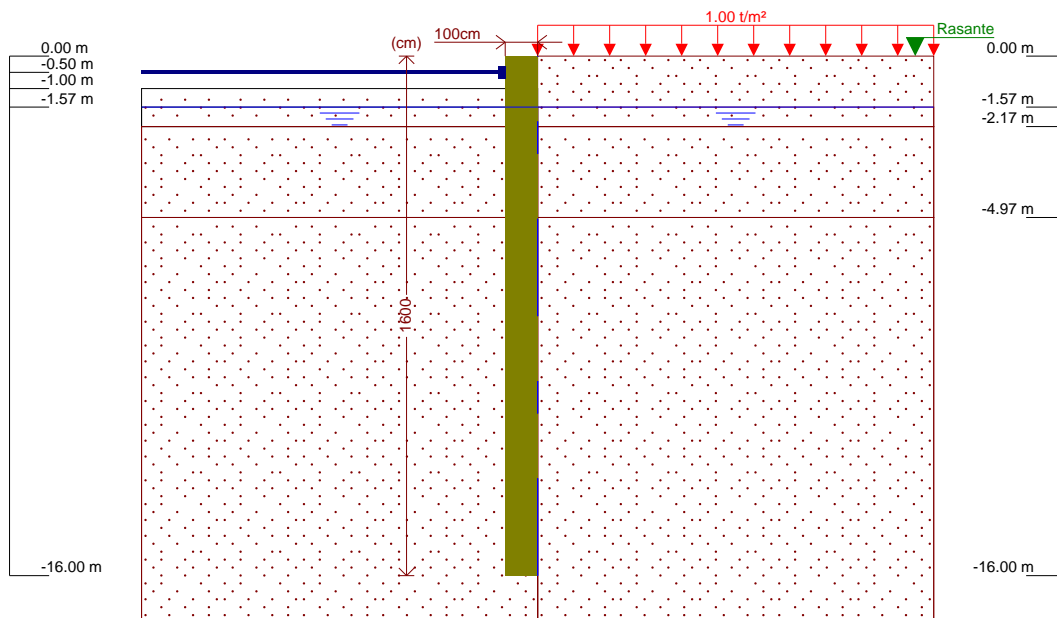 1.00 t/m²
Rasante
100cm
(cm)
0.00 m
-0.50 m
-1.00 m
-1.57 m
0.00 m
-1.57 m
-2.17 m
-4.97 m
1600
-16.00 m
-16.00 m